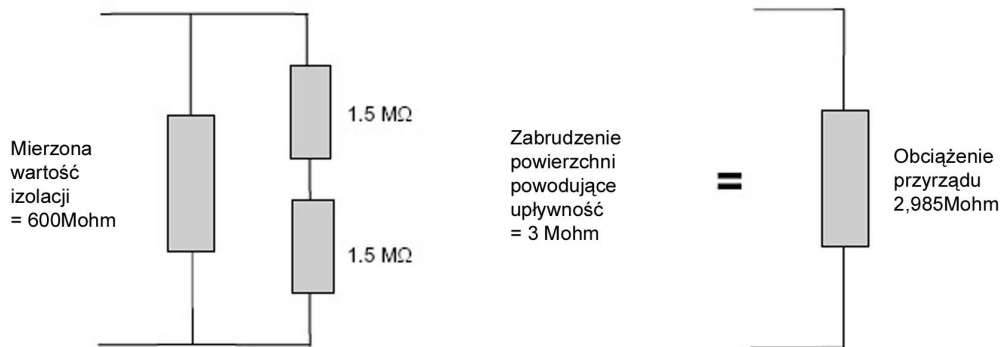 Mierzona
wartość
izolacji
= 600Mohm
1.5 MΩ
1.5 MΩ
Zabrudzenie
powierzchni
powodujące
upływność
= 3 Mohm
=
Obciążenie
przyrządu
2,985Mohm